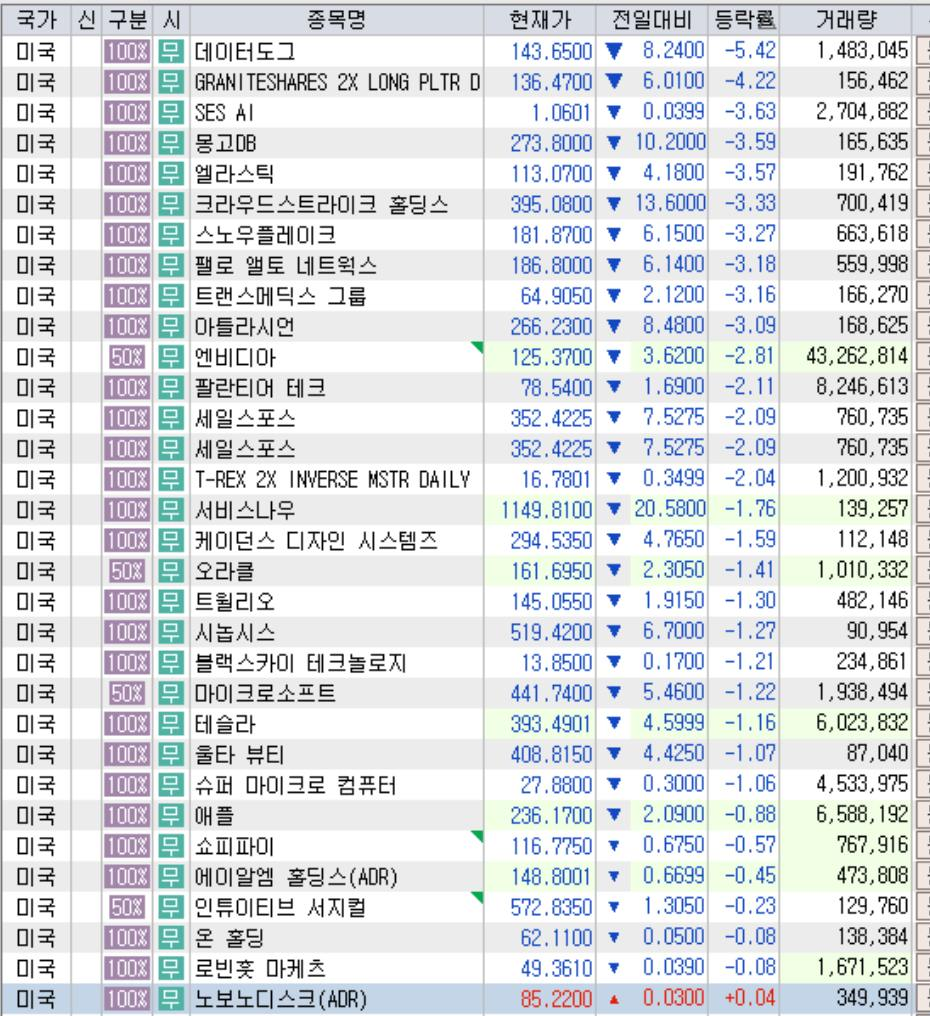 국가 신 구분 시 종목명 현재가 전일대비 등락률 거래량
미국 100% 무 데이터도그 143.6500 ▼ 8.2400 -5.42 1,483,045
미국 100% 무 GRANITESHARES 2X LONG PLTR D 136.4700 ▼ 6.0100 -4.22 156,462
미국 100% 무 SES AI 1.0601 ▼ 0.0399 -3.63 2,704,882
미국 100% 무 몽고DB 273.8000 ▼ 10.2000 -3.59 165,635
미국 100% 무 엘라스틱 113.0700 ▼ 4.1800 -3.57 191,762
미국 100% 무 크라우드스트라이크 홀딩스 395.0800 ▼ 13.6000 -3.33 700,419
미국 100% 무 스노우플레이크 181.8700 ▼ 6.1500 -3.27 663,618
미국 100% 무 팰로 앨토 네트웍스 186.8000 ▼ 6.1400 -3.18 559,998
미국 100% 무 트랜스메딕스 그룹 64.9050 ▼ 2.1200 -3.16 166,270
미국 100% 무 아틀라시언 266.2300 ▼ 8.4800 -3.09 168,625
미국 50% 무 엔비디아 125.3700 ▼ 3.6200 -2.81 43,262,814
미국 100% 무 팔란티어 테크 78.5400 ▼ 1.6900 -2.11 8,246,613
미국 100% 무 세일스포스 352.4225 ▼ 7.5275 -2.09 760,735
미국 100% 무 세일스포스 352.4225 ▼ 7.5275 -2.09 760,735
미국 100% 무 T-REX 2X INVERSE MSTR DAILY 16.7801 ▼ 0.3499 -2.04 1,200,932
미국 100% 무 서비스나우 1149.8100 ▼ 20.5800 -1.76 139,257
미국 100% 무 케이던스 디자인 시스템즈 294.5350 ▼ 4.7650 -1.59 112,148
미국 50% 무 오라클 161.6950 ▼ 2.3050 -1.41 1,010,332
미국 100% 무 트윌리오 145.0550 ▼ 1.9150 -1.30 482,146
미국 100% 무 시놉시스 519.4200 ▼ 6.7000 -1.27 90,954
미국 100% 무 블랙스카이 테크놀로지 13.8500 ▼ 0.1700 -1.21 234,861
미국 50% 무 마이크로소프트 441.7400 ▼ 5.4600 -1.22 1,938,494
미국 100% 무 테슬라 393.4901 ▼ 4.5999 -1.16 6,023,832
미국 100% 무 울타 뷰티 408.8150 ▼ 4.4250 -1.07 87,040
미국 100% 무 슈퍼 마이크로 컴퓨터 27.8800 ▼ 0.3000 -1.06 4,533,975
미국 100% 무 애플 236.1700 ▼ 2.0900 -0.88 6,588,192
미국 100% 무 쇼피파이 116.7750 ▼ 0.6750 -0.57 767,916
미국 100% 무 에이알엠 홀딩스(ADR) 148.8001 ▼ 0.6699 -0.45 473,808
미국 50% 무 인튜이티브 서지컬 572.8350 ▼ 1.3050 -0.23 129,760
미국 100% 무 온 홀딩 62.1100 ▼ 0.0500 -0.08 138,384
미국 100% 무 로빈훗 마케츠 49.3610 ▼ 0.0390 -0.08 1,671,523
미국 100% 무 노보노디스크(ADR) 85.2200 ▲ 0.0300 +0.04 349,939